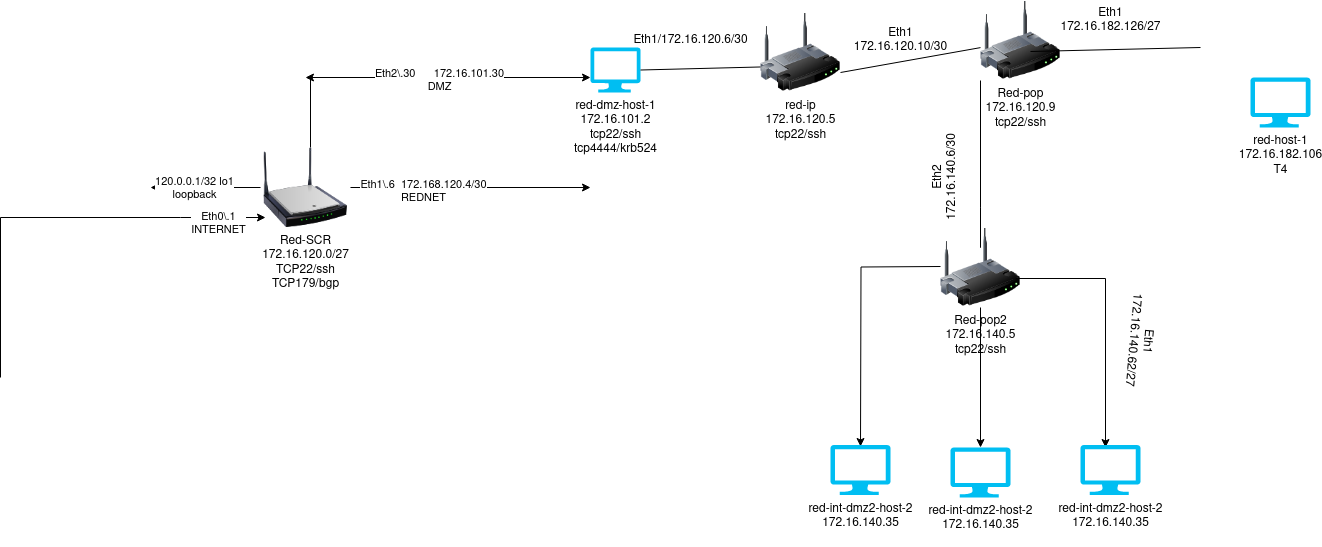 Eth1
172.16.182.126/27
Eth1/172.16.120.6/30
Eth1
172.16.120.10/30
Eth2\.30 172.16.101.30
DMZ
red-dmz-host-1
172.16.101.2
tcp22/ssh
tcp4444/krb524
red-ip
172.16.120.5
tcp22/ssh
Red-pop
172.16.120.9
tcp22/ssh
red-host-1
172.16.182.106
T4
Eth2
172.16.140.6/30
120.0.0.1/32 lo1
loopback
Eth1\.6 172.168.120.4/30
REDNET
Eth0\.1
INTERNET
Red-SCR
172.16.120.0/27
TCP22/ssh
TCP179/bgp
Red-pop2
172.16.140.5
tcp22/ssh
Eth1
172.16.140.62/27
red-int-dmz2-host-2
172.16.140.35
red-int-dmz2-host-2
172.16.140.35
red-int-dmz2-host-2
172.16.140.35